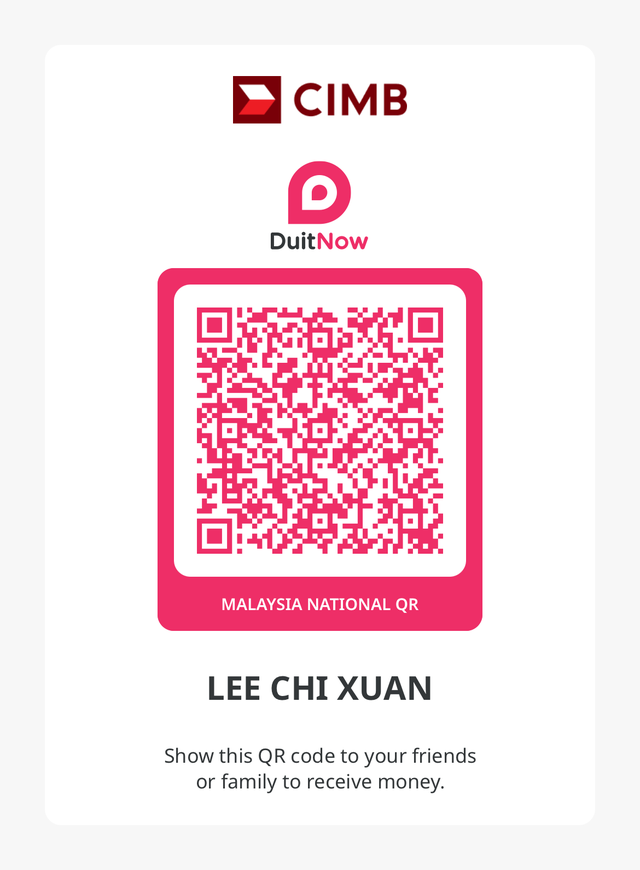 CIMB
DuitNow
MALAYSIA NATIONAL QR
LEE CHI XUAN
Show this QR code to your friends
or family to receive money.